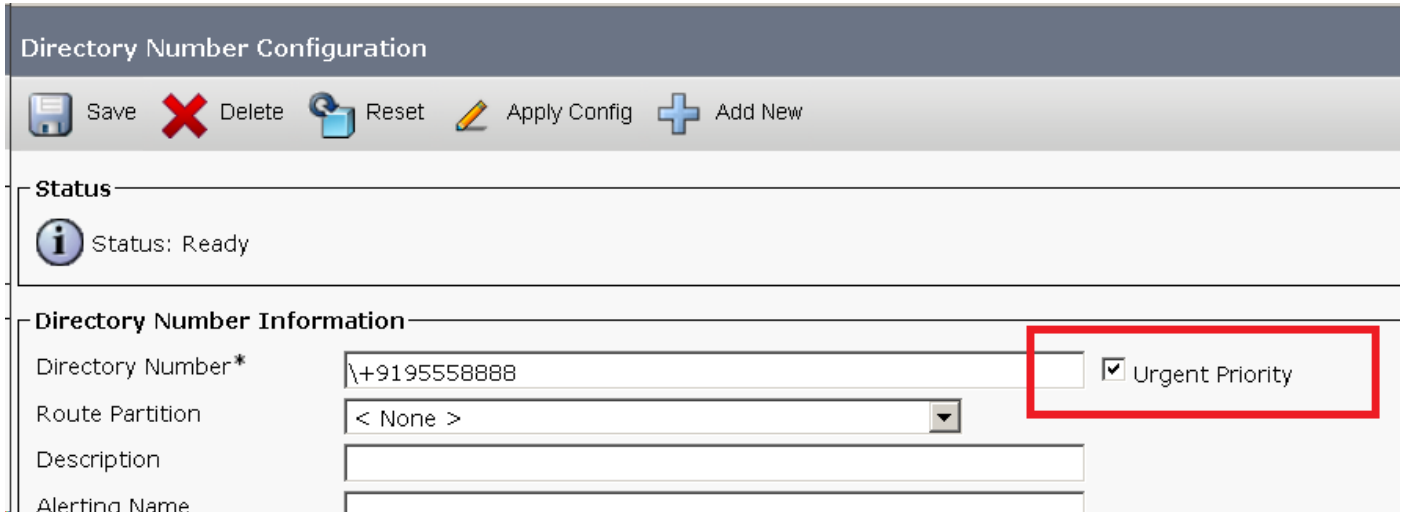 Directory Number Configuration
Save Delete Reset Apply Config Add New
Status
Status: Ready
Directory Number Information
Directory Number* \+9195558888 Urgent Priority
Route Partition < None >
Description
Alerting Name